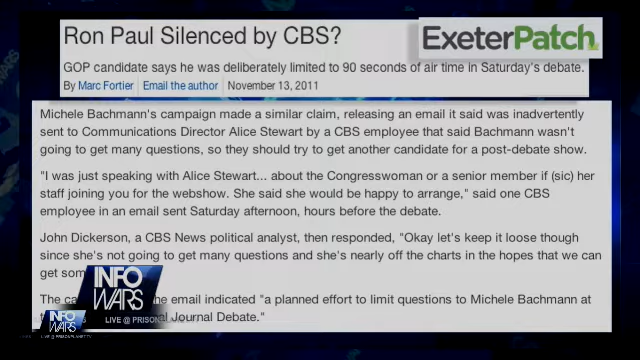 Ron Paul Silenced by CBS?
ExeterPatch
GOP candidate says he was deliberately limited to 90 seconds of air time in Saturday's debate.
By Marc Fortier Email the author November 13, 2011
Michele Bachmann's campaign made a similar claim, releasing an email it said was inadvertently
sent to Communications Director Alice Stewart by a CBS employee that said Bachmann wasn't
going to get many questions, so they should try to get another candidate for a post-debate show.
"I was just speaking with Alice Stewart... about the Congresswoman or a senior member if (sic) her
staff joining you for the webshow. She said she would be happy to arrange," said one CBS
employee in an email sent Saturday afternoon, hours before the debate.
John Dickerson, a CBS News political analyst, then responded, "Okay let's keep it loose though
since she's not going to get many questions and she's nearly off the charts in the hopes that we can
get
The email indicated "a planned effort to limit questions to Michele Bachmann at
Journal Debate."
INFO
WARS
LIVE @ PRISONPLANET
INFO
WARS
LIVE @ PRISONPLANET.TV
WARS